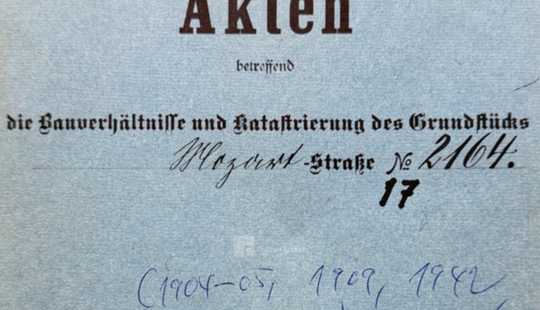 Akten
betreffend
die Bauverhältnisse und Katastrierung des Grundstücks
Mozart-Straße № 2164.
17
(1904-05, 1909, 1942